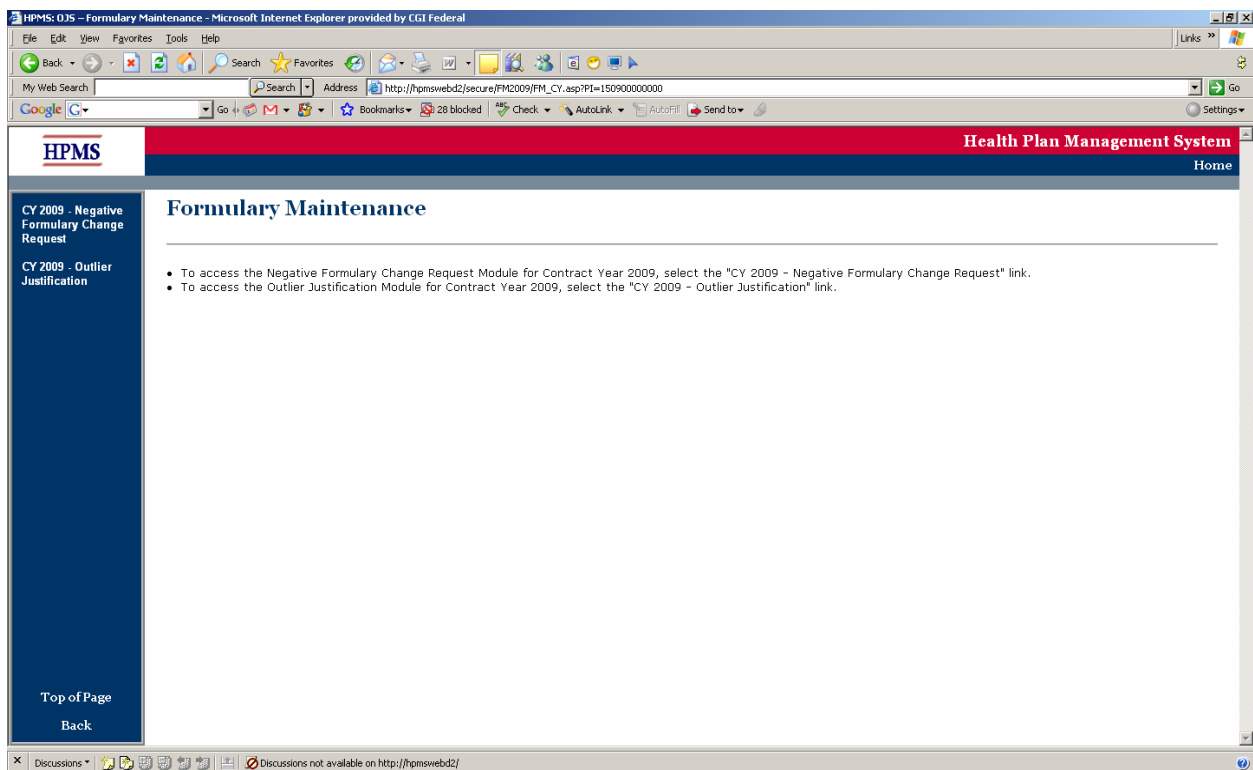 HPMS: OJS – Formulary Maintenance - Microsoft Internet Explorer provided by CGI Federal
File Edit View Favorites Tools Help
Links »
Back
Search
Favorites
My Web Search
Search
Address
http://hpmswebd2/secure/FM2009/FM_CY.asp?PI=150900000000
Go
Google
G
Go
Bookmarks
28 blocked
Check
AutoLink
AutoFill
Send to
Settings
HPMS
Health Plan Management System
Home
CY 2009 - Negative
Formulary Change
Request
CY 2009 - Outlier
Justification
Formulary Maintenance
• To access the Negative Formulary Change Request Module for Contract Year 2009, select the "CY 2009 – Negative Formulary Change Request" link.
• To access the Outlier Justification Module for Contract Year 2009, select the "CY 2009 – Outlier Justification" link.
Top of Page
Back
Discussions
Discussions not available on http://hpmswebd2/